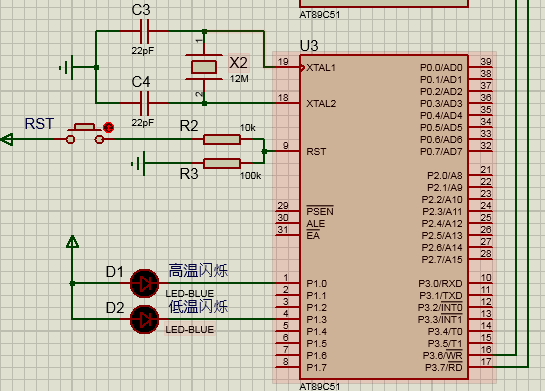 AT89C51
C3
22pF
C4
22pF
1
2
X2
12M
RST
R2
10k
R3
100k
U3
19
XTAL1
18
XTAL2
9
RST
29
PSEN
30
ALE
31
EA
1
P1.0
2
P1.1
3
P1.2
4
P1.3
5
P1.4
6
P1.5
7
P1.6
8
P1.7
P0.0/AD0
39
P0.1/AD1
38
P0.2/AD2
37
P0.3/AD3
36
P0.4/AD4
35
P0.5/AD5
34
P0.6/AD6
33
P0.7/AD7
32
P2.0/A8
21
P2.1/A9
22
P2.2/A10
23
P2.3/A11
24
P2.4/A12
25
P2.5/A13
26
P2.6/A14
27
P2.7/A15
28
P3.0/RXD
10
P3.1/TXD
11
P3.2/INT0
12
P3.3/INT1
13
P3.4/T0
14
P3.5/T1
15
P3.6/WR
16
P3.7/RD
17
D1
高温闪烁
LED-BLUE
D2
低温闪烁
LED-BLUE
AT89C51